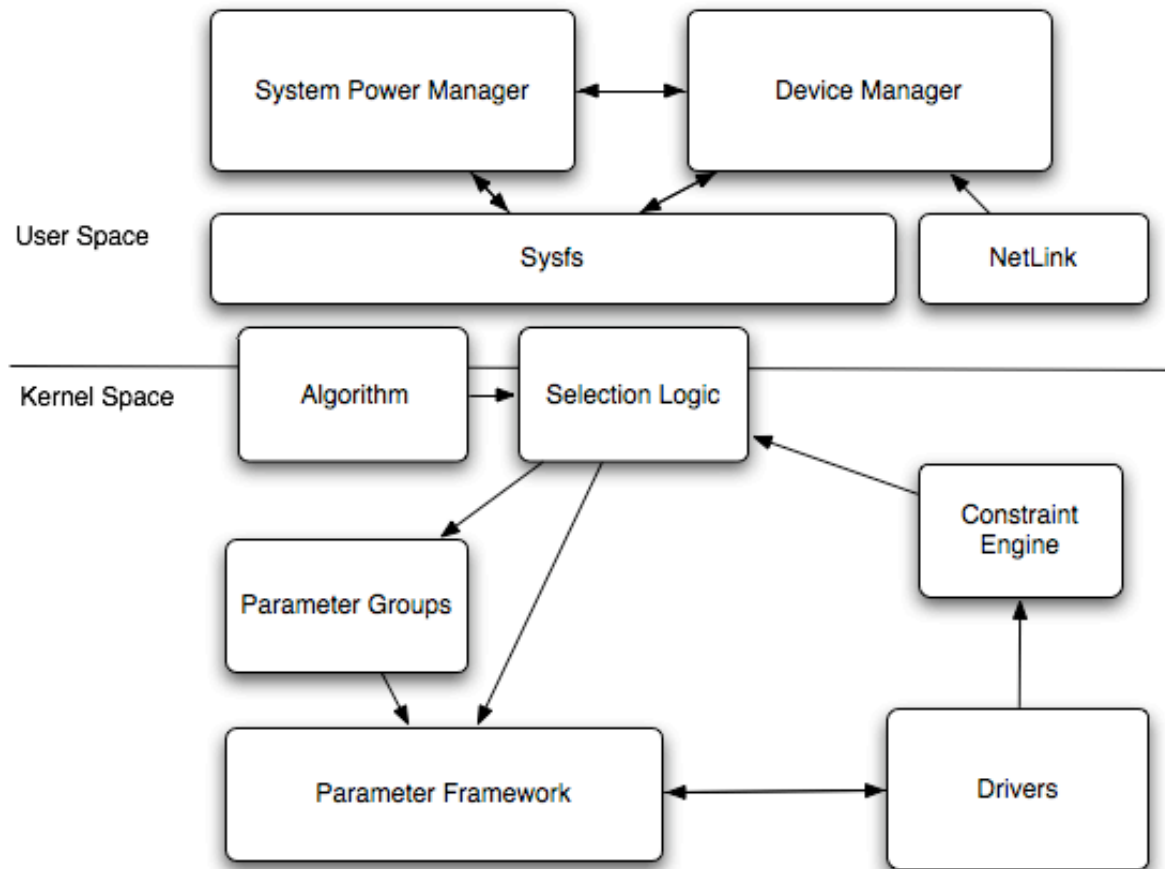 System Power Manager
Device Manager
User Space
Sysfs
NetLink
Kernel Space
Algorithm
Selection Logic
Constraint
Engine
Parameter Groups
Parameter Framework
Drivers